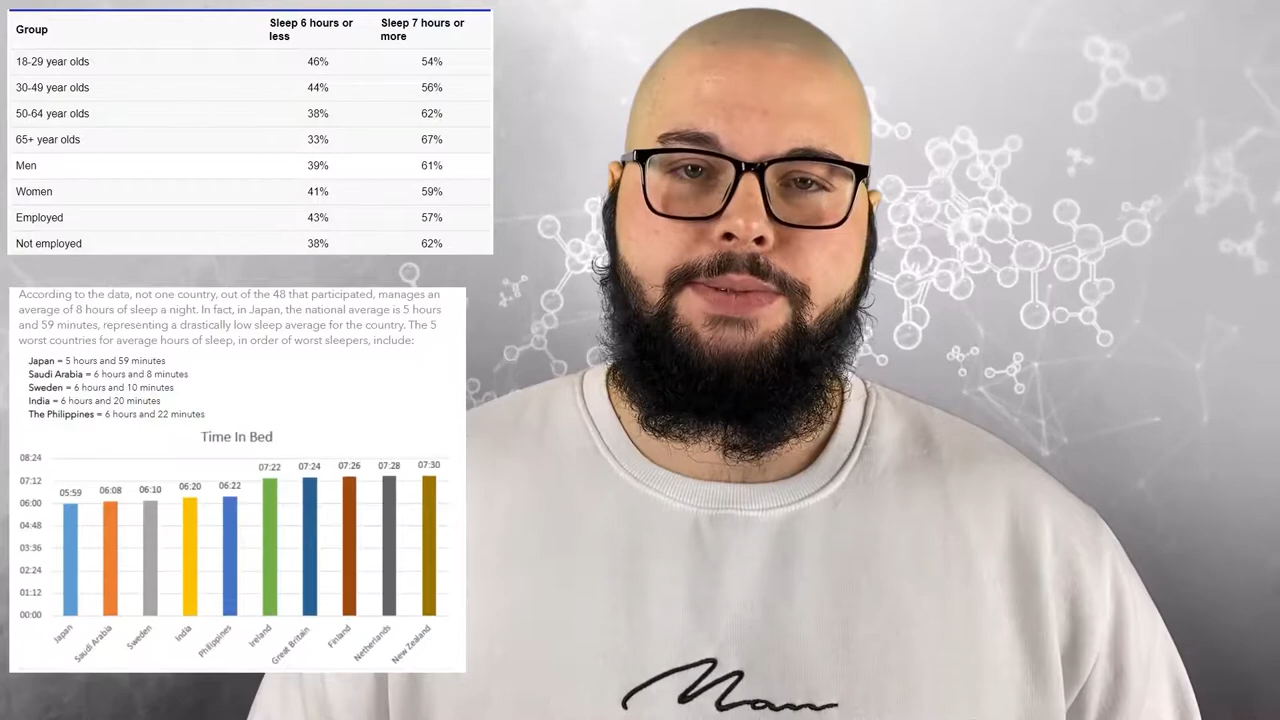 Group Sleep 6 hours or less Sleep 7 hours or more
18-29 year olds 46% 54%
30-49 year olds 44% 56%
50-64 year olds 38% 62%
65+ year olds 33% 67%
Men 39% 61%
Women 41% 59%
Employed 43% 57%
Not employed 38% 62%
According to the data, not one country, out of the 48 that participated, manages an
average of 8 hours of sleep a night. In fact, in Japan, the national average is 5 hours
and 59 minutes, representing a drastically low sleep average for the country. The 5
worst countries for average hours of sleep, in order of worst sleepers, include:
Japan = 5 hours and 59 minutes
Saudi Arabia = 6 hours and 8 minutes
Sweden = 6 hours and 10 minutes
India = 6 hours and 20 minutes
The Philippines = 6 hours and 22 minutes
Time In Bed
08:24
07:12
06:00
04:48
03:36
02:24
01:12
00:00
05:59 06:08 06:10 06:20 06:22 07:22 07:24 07:26 07:28 07:30
Japan Saudi Arabia Sweden India Philippines Ireland Great Britain Finland Netherlands New Zealand
Man